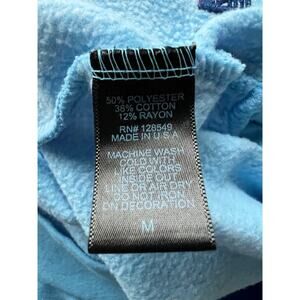 50% POLYESTER
38% COTTON
12% RAYON
RN# 128549
MADE IN U.S.A
MACHINE WASH
COLD WITH
LIKE COLORS
INSIDE OUT
LINE OR AIR DRY
DO NOT IRON
ON DECORATION
M